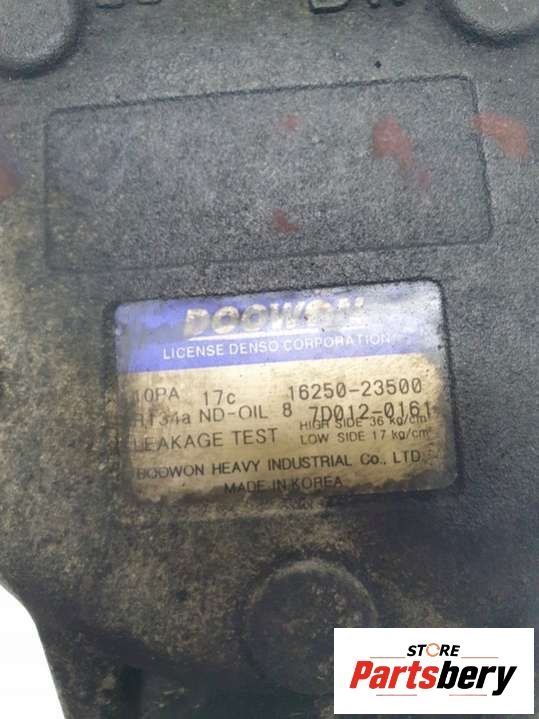 DOOWON
LICENSE DENSO CORPORATION
10PA 17c 16250-23500
R134a ND-OIL 8 7D012-0161
LEAKAGE TEST HIGH SIDE 36 kg/cm
LOW SIDE 17 kg/cm
DOOWON HEAVY INDUSTRIAL Co., LTD.
MADE IN KOREA
STORE
Partsbery